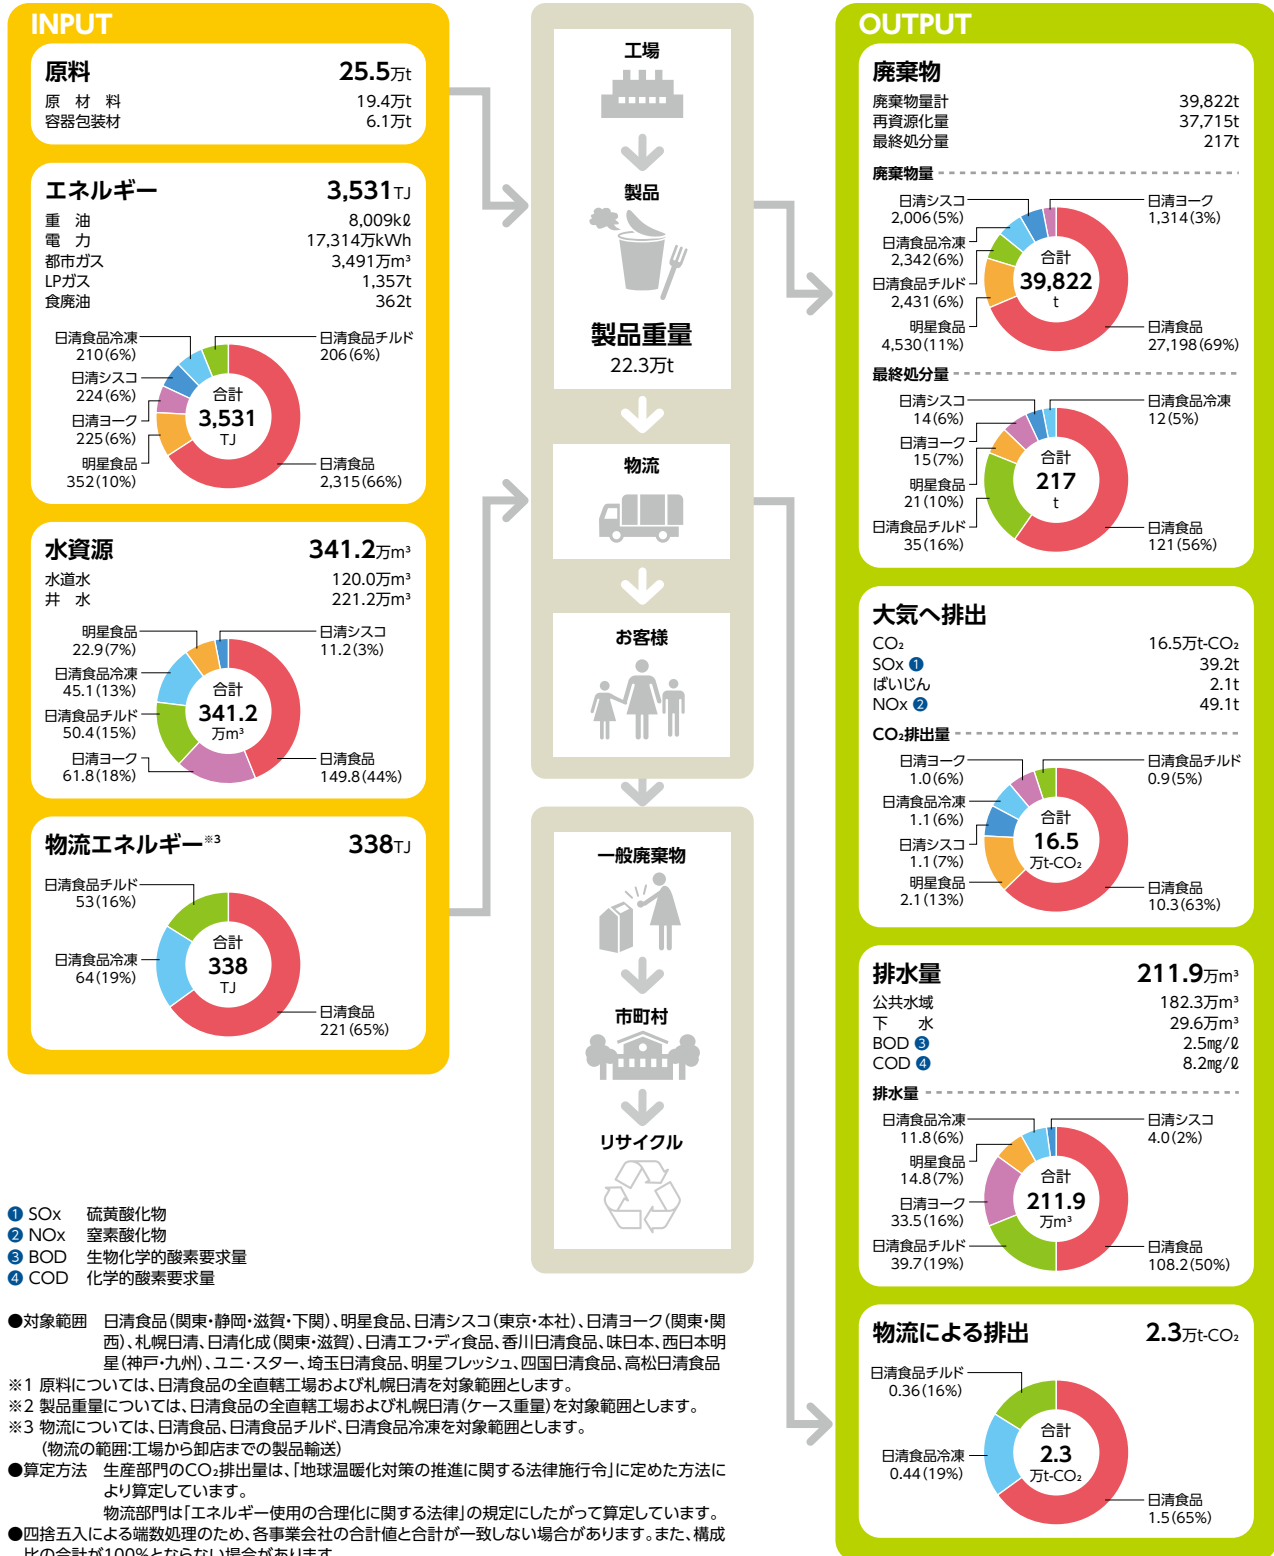 INPUT
原料 25.5万t
原 材 料 19.4万t
容器包装材 6.1万t
エネルギー 3,531TJ
重 油 8,009kℓ
電 力 17,314万kWh
都市ガス 3,491万m³
LPガス 1,357t
食廃油 362t
日清食品冷凍
210(6%)
日清シスコ
224(6%)
日清ヨーク
225(6%)
明星食品
352(10%)
日清食品チルド
206(6%)
日清食品
2,315(66%)
合計
3,531
TJ
水資源 341.2万m³
水道水 120.0万m³
井 水 221.2万m³
明星食品
22.9(7%)
日清食品冷凍
45.1(13%)
日清食品チルド
50.4(15%)
日清ヨーク
61.8(18%)
日清シスコ
11.2(3%)
日清食品
149.8(44%)
合計
341.2
万m³
物流エネルギー※3 338TJ
日清食品チルド
53(16%)
日清食品冷凍
64(19%)
日清食品
221(65%)
合計
338
TJ
工場
製品
製品重量
22.3万t
物流
お客様
一般廃棄物
市町村
リサイクル
OUTPUT
廃棄物
廃棄物量計 39,822t
再資源化量 37,715t
最終処分量 217t
廃棄物量
日清シスコ
2,006(5%)
日清食品冷凍
2,342(6%)
日清食品チルド
2,431(6%)
明星食品
4,530(11%)
日清ヨーク
1,314(3%)
日清食品
27,198(69%)
合計
39,822
t
最終処分量
日清シスコ
14(6%)
日清ヨーク
15(7%)
明星食品
21(10%)
日清食品チルド
35(16%)
日清食品冷凍
12(5%)
日清食品
121(56%)
合計
217
t
大気へ排出
CO₂ 16.5万t-CO₂
SOx ❶ 39.2t
ばいじん 2.1t
NOx ❷ 49.1t
CO₂排出量
日清ヨーク
1.0(6%)
日清食品冷凍
1.1(6%)
日清シスコ
1.1(7%)
明星食品
2.1(13%)
日清食品チルド
0.9(5%)
日清食品
10.3(63%)
合計
16.5
万t-CO₂
排水量 211.9万m³
公共水域 182.3万m³
下 水 29.6万m³
BOD ❸ 2.5㎎/ℓ
COD ❹ 8.2㎎/ℓ
排水量
日清食品冷凍
11.8(6%)
明星食品
14.8(7%)
日清ヨーク
33.5(16%)
日清食品チルド
39.7(19%)
日清シスコ
4.0(2%)
日清食品
108.2(50%)
合計
211.9
万m³
物流による排出 2.3万t-CO₂
日清食品チルド
0.36(16%)
日清食品冷凍
0.44(19%)
日清食品
1.5(65%)
合計
2.3
万t-CO₂
❶ SOx 硫黄酸化物
❷ NOx 窒素酸化物
❸ BOD 生物化学的酸素要求量
❹ COD 化学的酸素要求量
●対象範囲 日清食品(関東・静岡・滋賀・下関)、明星食品、日清シスコ(東京・本社)、日清ヨーク(関東・関
西)、札幌日清、日清化成(関東・滋賀)、日清エフ・ディ食品、香川日清食品、味日本、西日本明
星(神戸・九州)、ユニ・スター、埼玉日清食品、明星フレッシュ、四国日清食品、高松日清食品
※1 原料については、日清食品の全直轄工場および札幌日清を対象範囲とします。
※2 製品重量については、日清食品の全直轄工場および札幌日清(ケース重量)を対象範囲とします。
※3 物流については、日清食品、日清食品チルド、日清食品冷凍を対象範囲とします。
(物流の範囲:工場から卸店までの製品輸送)
●算定方法 生産部門のCO₂排出量は、「地球温暖化対策の推進に関する法律施行令」に定めた方法に
より算定しています。
物流部門は「エネルギー使用の合理化に関する法律」の規定にしたがって算定しています。
●四捨五入による端数処理のため、各事業会社の合計値と合計が一致しない場合があります。また、構成
比の合計が100%とならない場合があります。